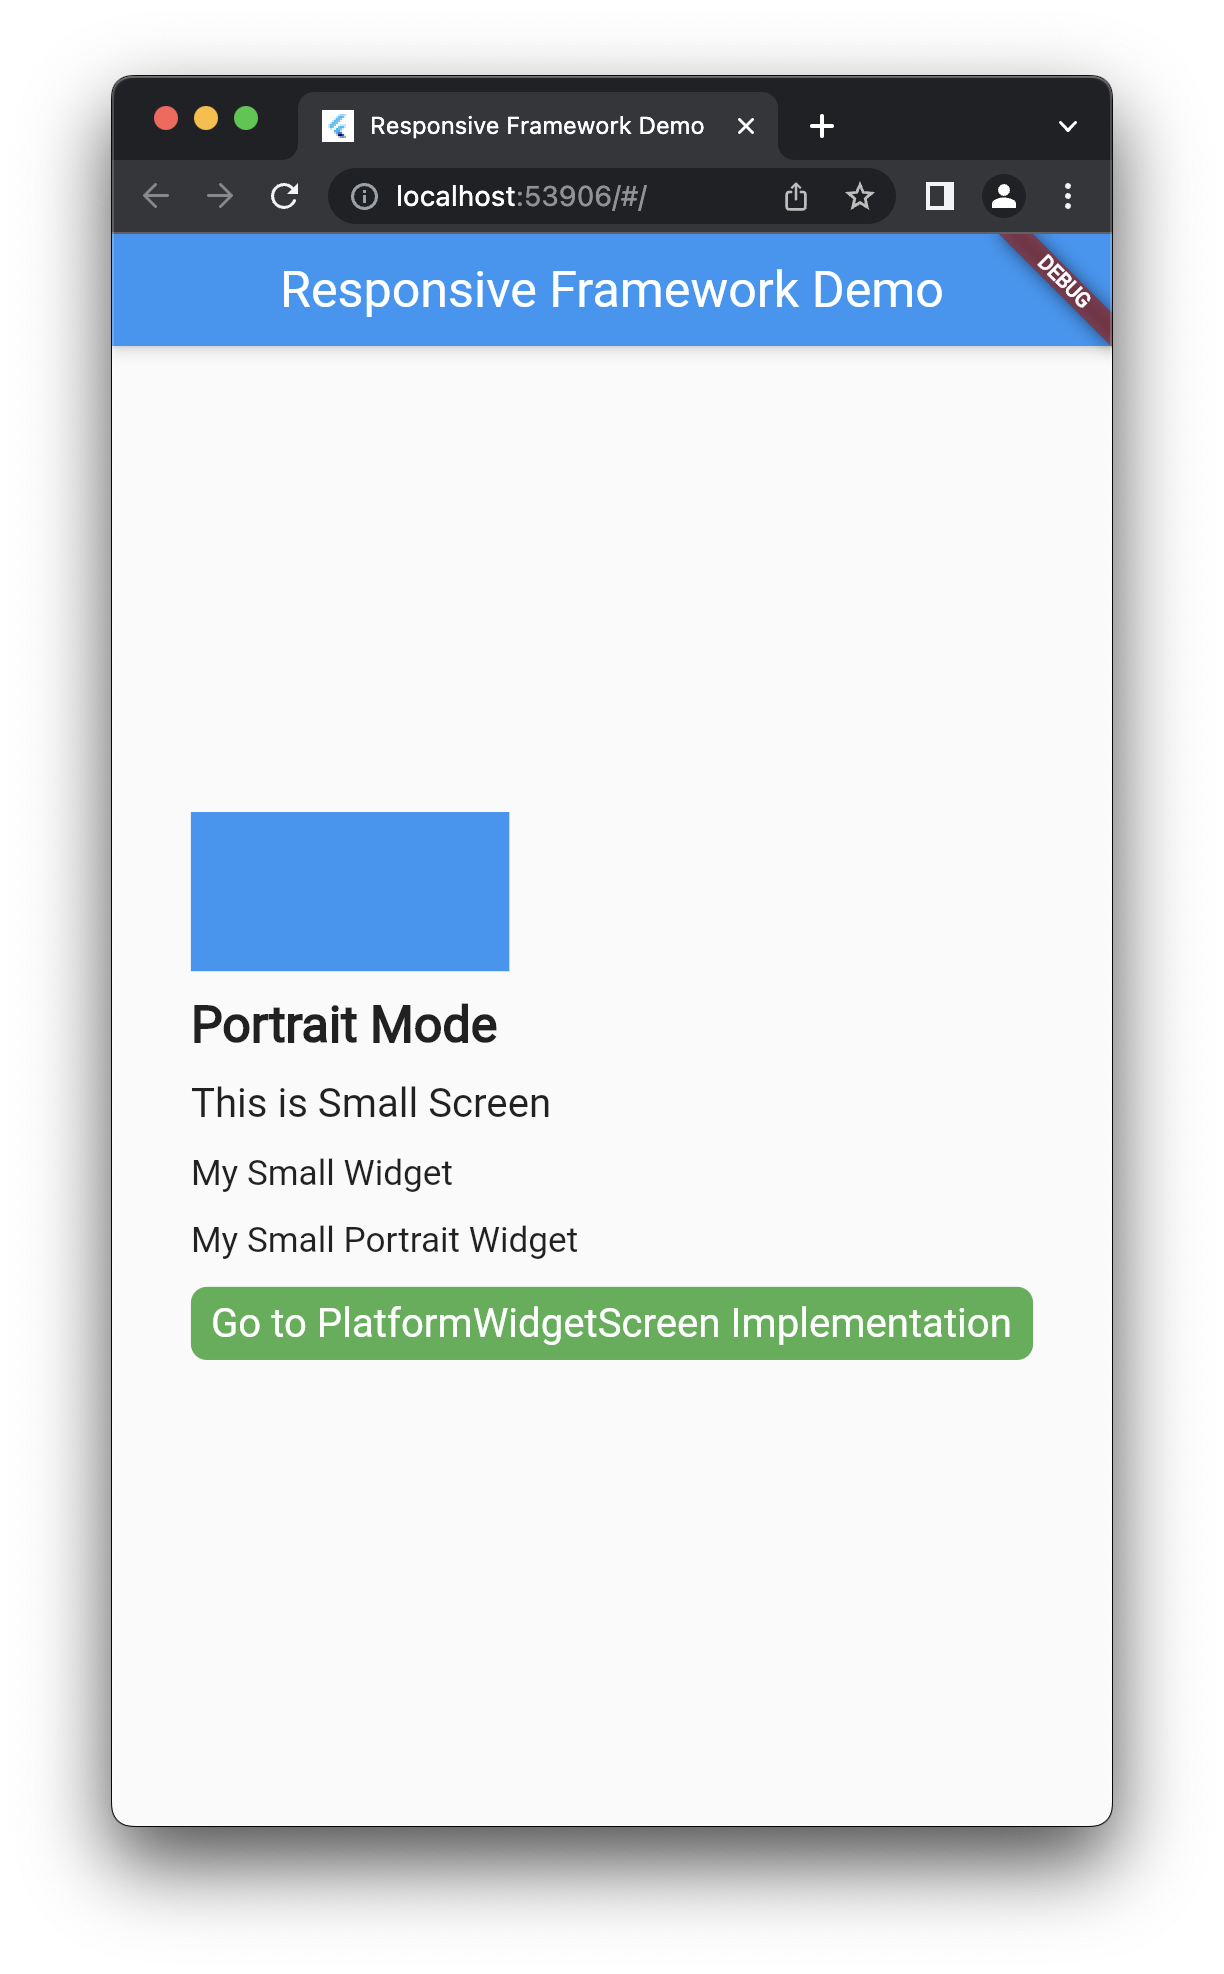 Responsive Framework Demo
localhost:53906/#/
Responsive Framework Demo
DEBUG
Portrait Mode
This is Small Screen
My Small Widget
My Small Portrait Widget
Go to PlatformWidgetScreen Implementation